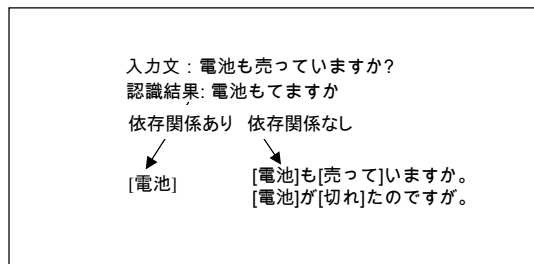 入力文：電池も売っていますか?
認識結果: 電池もてますか
依存関係あり 依存関係なし
[電池]
[電池]も[売って]いますか。
[電池]が[切れ]たのですが。